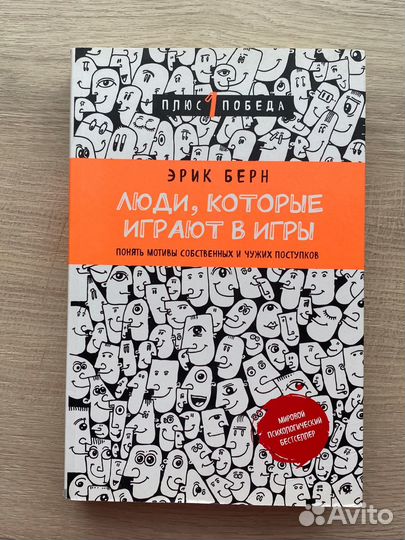 ПЛЮС 1 ПОБЕДА
ЭРИК БЕРН
ЛЮДИ, КОТОРЫЕ
ИГРАЮТ В ИГРЫ
ПОНЯТЬ МОТИВЫ СОБСТВЕННЫХ И ЧУЖИХ ПОСТУПКОВ
МИРОВОЙ
ПСИХОЛОГИЧЕСКИЙ
БЕСТСЕЛЛЕР
Avito